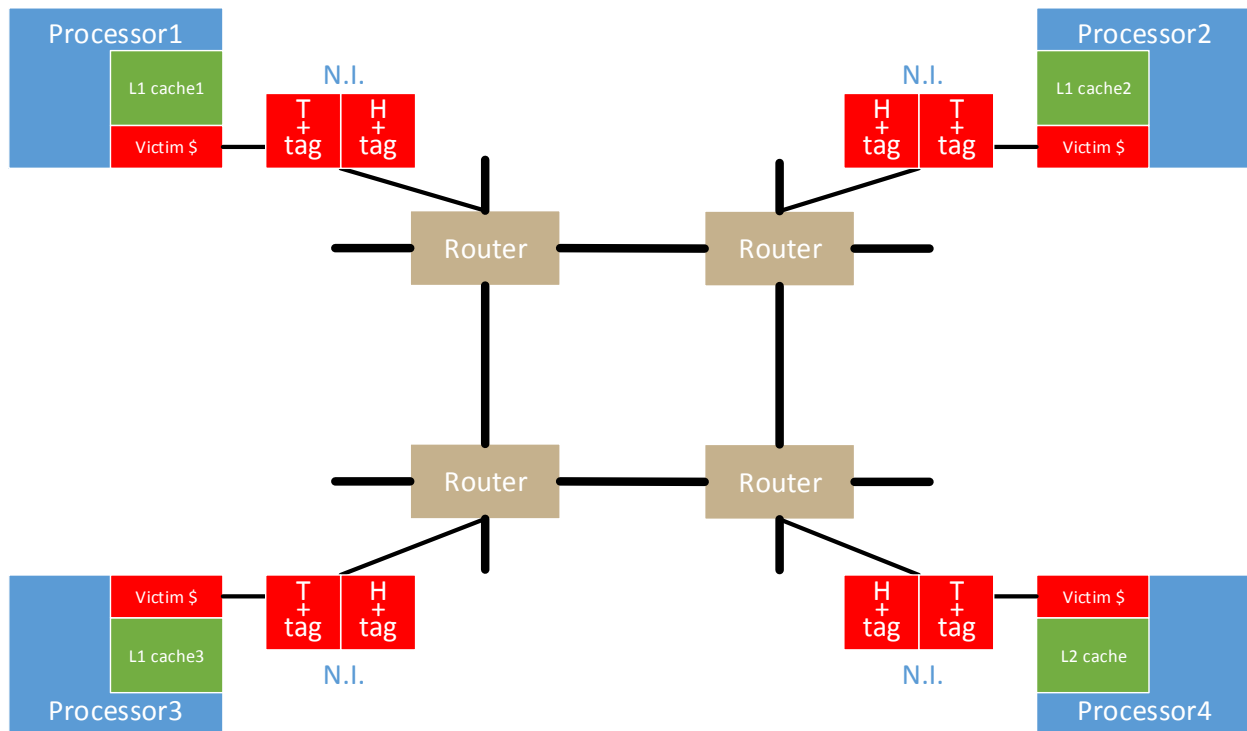 Processor1
Processor2
L1 cache1
Victim $
N.I.
T
+
tag
H
+
tag
N.I.
H
+
tag
T
+
tag
L1 cache2
Victim $
Router
Router
Router
Router
Victim $
L1 cache3
Processor3
T
+
tag
H
+
tag
N.I.
H
+
tag
T
+
tag
N.I.
Victim $
L2 cache
Processor4